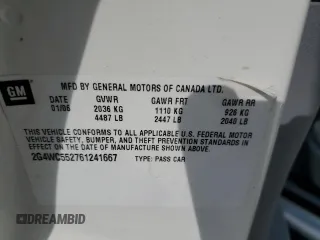 GM
MFD BY GENERAL MOTORS OF CANADA LTD.
DATE GVWR GAWR FRT GAWR RR
01/06 2036 KG 1110 KG 926 KG
4487 LB 2447 LB 2040 LB
THIS VEHICLE CONFORMS TO ALL APPLICABLE U.S. FEDERAL MOTOR
VEHICLE SAFETY, BUMPER, AND THEFT PREVENTION STANDARDS IN
EFFECT ON THE DATE OF MANUFACTURE SHOWN ABOVE.
2G4WC552761241667 TYPE: PASS CAR
DREAMBID